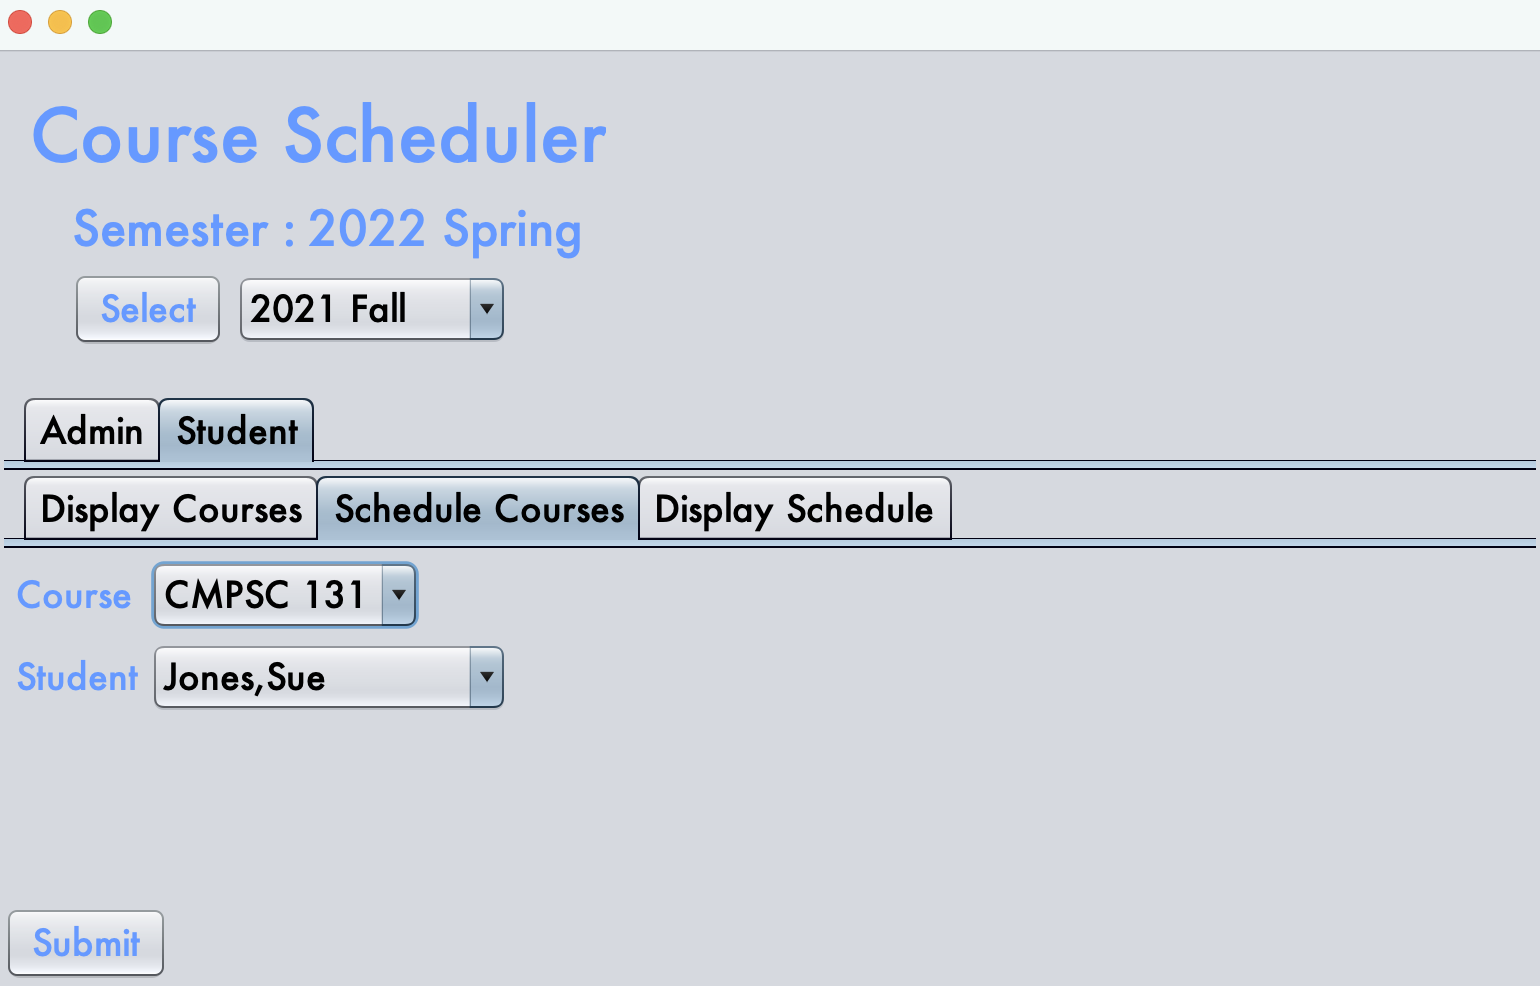 Course Scheduler
Semester : 2022 Spring
Select 2021 Fall
Admin Student
Display Courses Schedule Courses Display Schedule
Course CMPSC 131
Student Jones,Sue
Submit